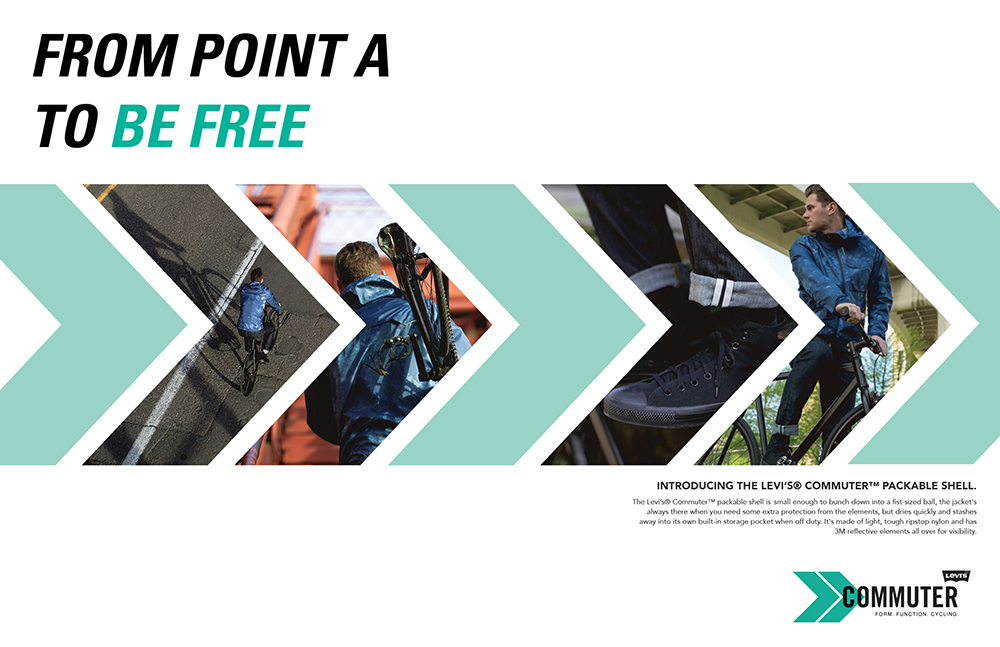 FROM POINT A
TO BE FREE
INTRODUCING THE LEVI'S® COMMUTER™ PACKABLE SHELL.
The Levi's® Commuter™ packable shell is small enough to bunch down into a fist-sized ball, the jacket's
always there when you need some extra protection from the elements, but dries quickly and stashes
away into its own built-in storage pocket when off duty. It's made of light, tough ripstop nylon and has
3M reflective elements all over for visibility.
Levi's
COMMUTER
FORM. FUNCTION. CYCLING.